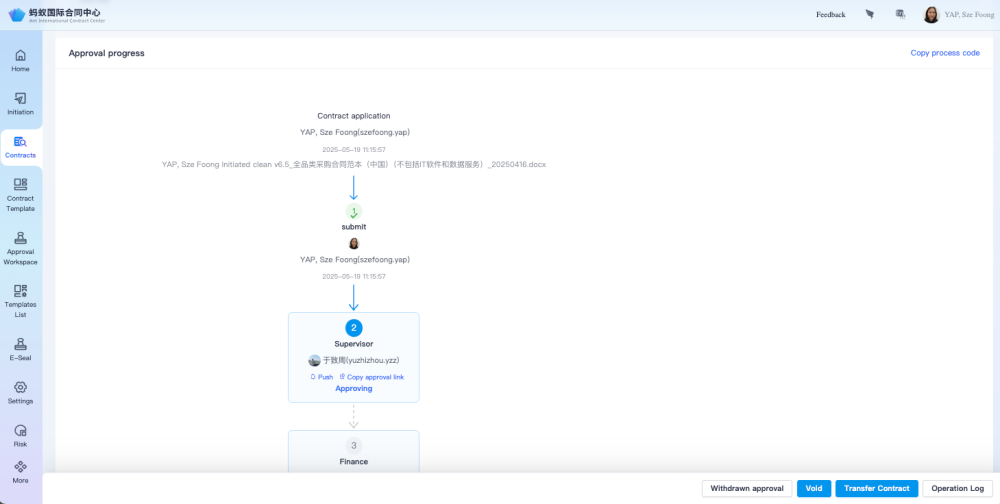 蚂蚁国际合同中心
Ant International Contract Center
Feedback
YAP, Sze Foong
Home
Initiation
Contracts
Contract
Template
Approval
Workspace
Templates
List
E-Seal
Settings
Risk
More
Approval progress
Copy process code
Contract application
YAP, Sze Foong(szefoong.yap)
2025-05-19 11:15:57
YAP, Sze Foong Initiated clean v6.5_全品类采购合同范本（中国）（不包括IT软件和数据服务）_20250416.docx
1
submit
YAP, Sze Foong(szefoong.yap)
2025-05-19 11:15:57
2
Supervisor
于致周(yuzhizhou.yzz)
Push Copy approval link
Approving
3
Finance
Withdrawn approval
Void
Transfer Contract
Operation Log